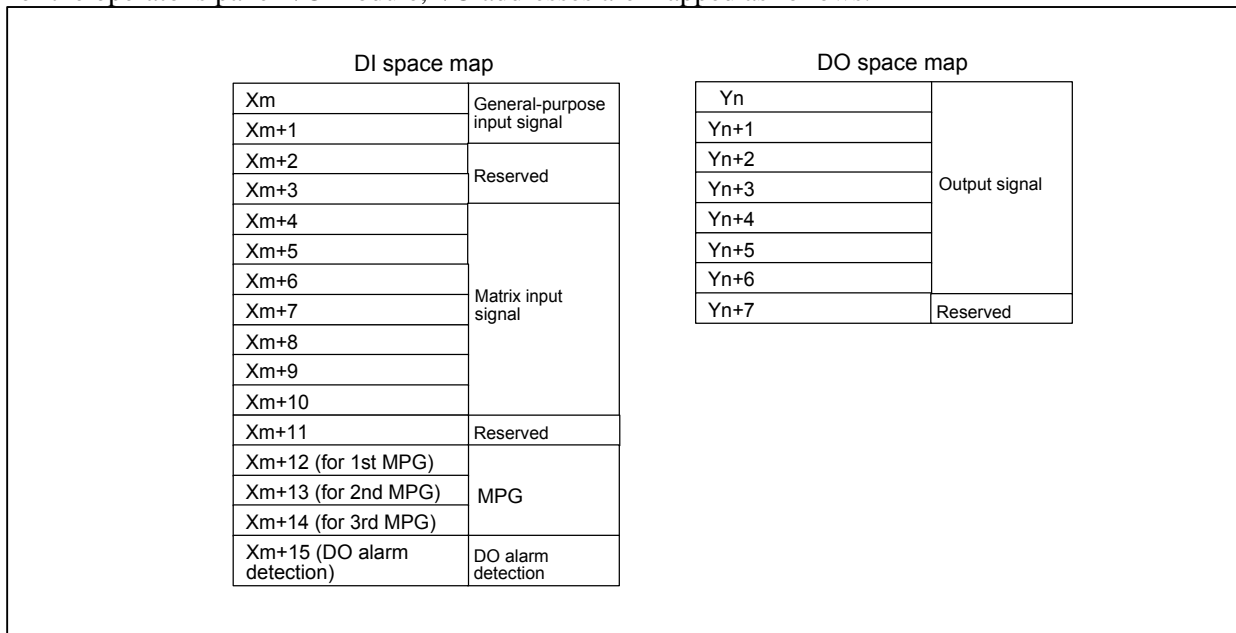 DI space map
Xm
General-purpose
input signal
Xm+1
Xm+2
Reserved
Xm+3
Xm+4
Xm+5
Xm+6
Matrix input
signal
Xm+7
Xm+8
Xm+9
Xm+10
Xm+11
Reserved
Xm+12 (for 1st MPG)
Xm+13 (for 2nd MPG)
MPG
Xm+14 (for 3rd MPG)
Xm+15 (DO alarm
detection)
DO alarm
detection
DO space map
Yn
Yn+1
Yn+2
Yn+3
Output signal
Yn+4
Yn+5
Yn+6
Yn+7
Reserved